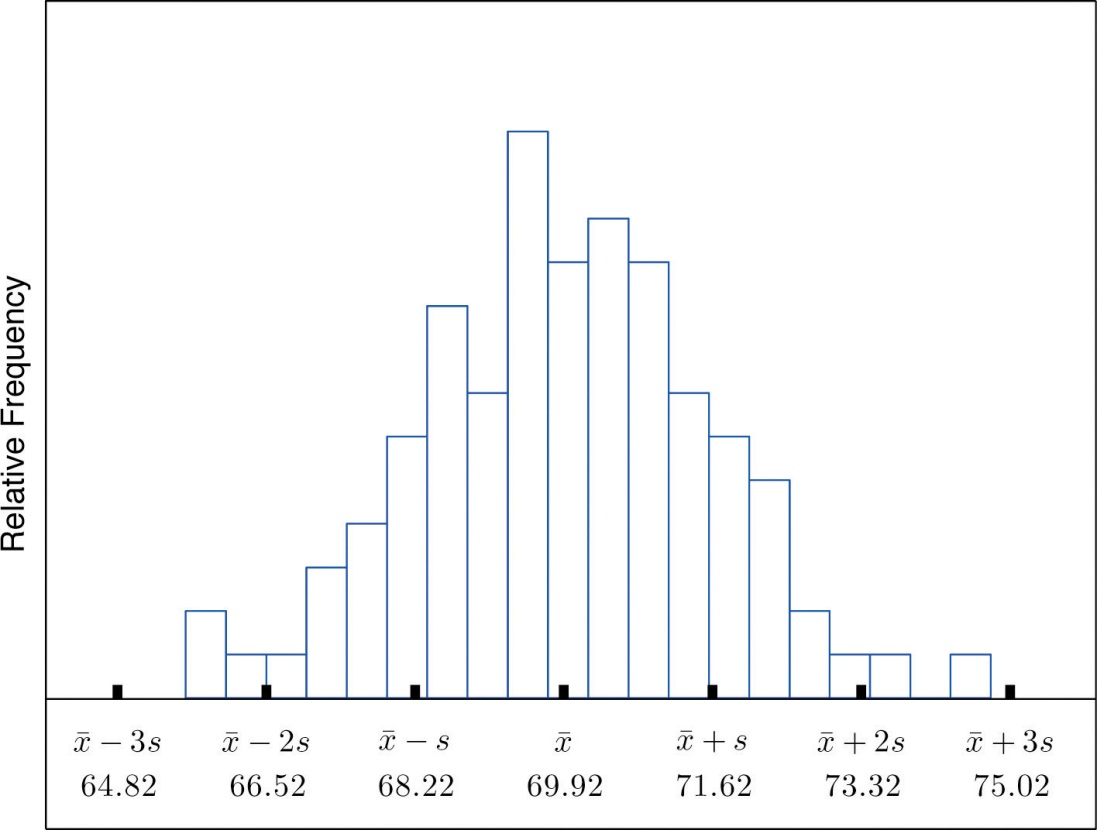 Relative Frequency
x̄ − 3s x̄ − 2s x̄ − s x̄ x̄ + s x̄ + 2s x̄ + 3s
64.82 66.52 68.22 69.92 71.62 73.32 75.02